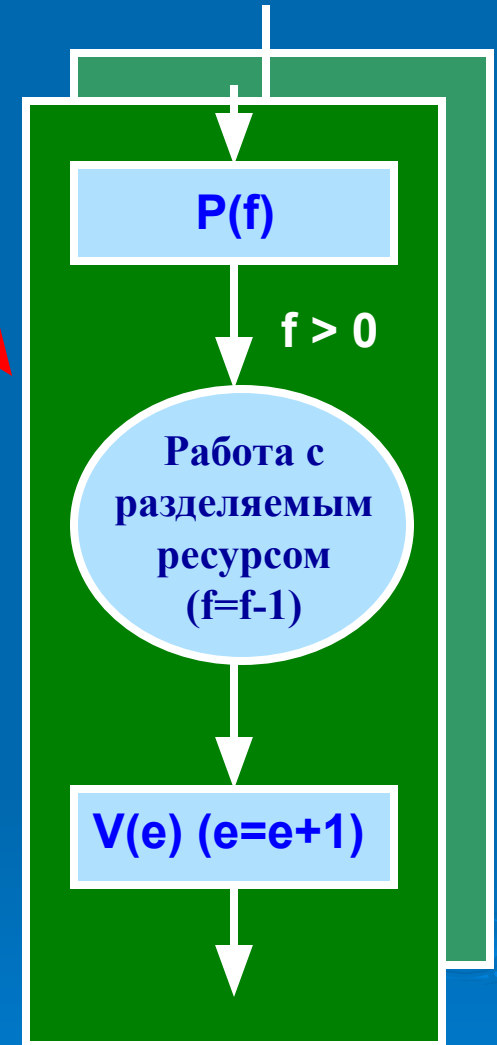 P(f)
f > 0
Работа с
разделяемым
ресурсом
(f=f-1)
V(e) (e=e+1)